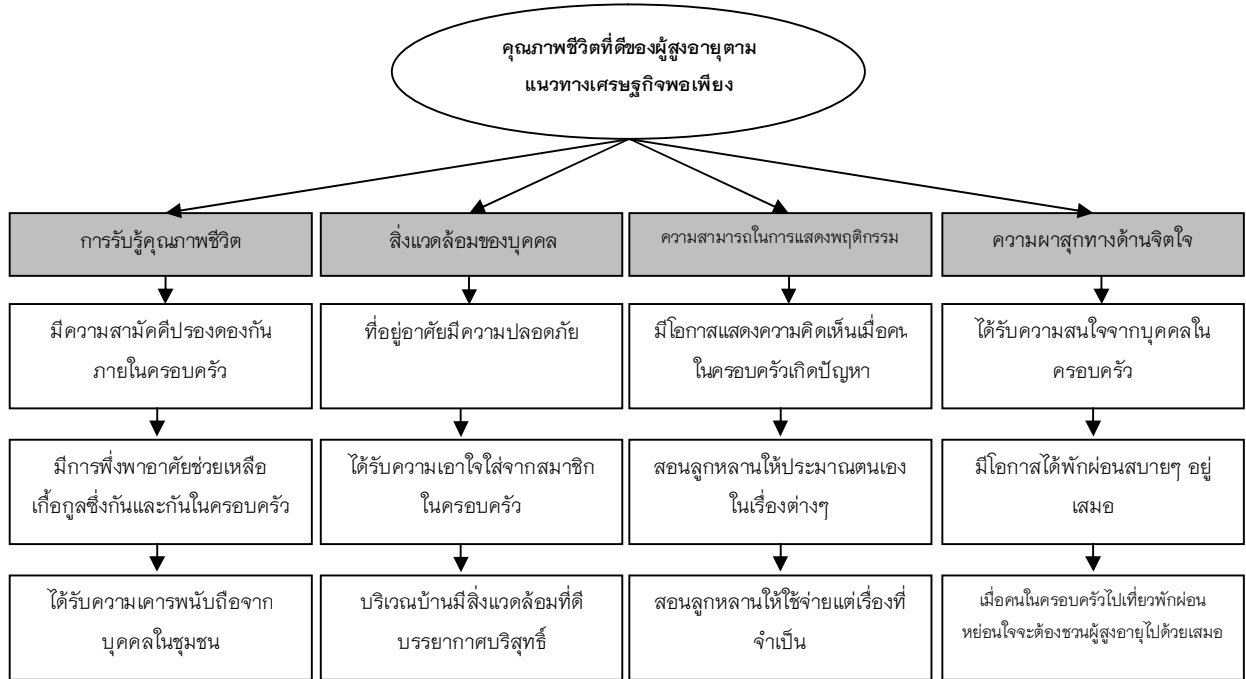 คุณภาพชีวิตที่ดีของผู้สูงอายุตาม
แนวทางเศรษฐกิจพอเพียง
การรับรู้คุณภาพชีวิต
สิ่งแวดล้อมของบุคคล
ความสามารถในการแสดงพฤติกรรม
ความผาสุกทางด้านจิตใจ
มีความสามัคคีปรองดองกัน
ภายในครอบครัว
ที่อยู่อาศัยมีความปลอดภัย
มีโอกาสแสดงความคิดเห็นเมื่อคน
ในครอบครัวเกิดปัญหา
ได้รับความสนใจจากบุคคลใน
ครอบครัว
มีการพึ่งพาอาศัยช่วยเหลือ
เกื้อกูลซึ่งกันและกันในครอบครัว
ได้รับความเอาใจใส่จากสมาชิก
ในครอบครัว
สอนลูกหลานให้ประมาณตนเอง
ในเรื่องต่างๆ
มีโอกาสได้พักผ่อนสบายๆ อยู่
เสมอ
ได้รับความเคารพนับถือจาก
บุคคลในชุมชน
บริเวณบ้านมีสิ่งแวดล้อมที่ดี
บรรยากาศบริสุทธิ์
สอนลูกหลานให้ใช้จ่ายแต่เรื่องที่
จำเป็น
เมื่อคนในครอบครัวไปเที่ยวพักผ่อน
หย่อนใจจะต้องชวนผู้สูงอายุไปด้วยเสมอ